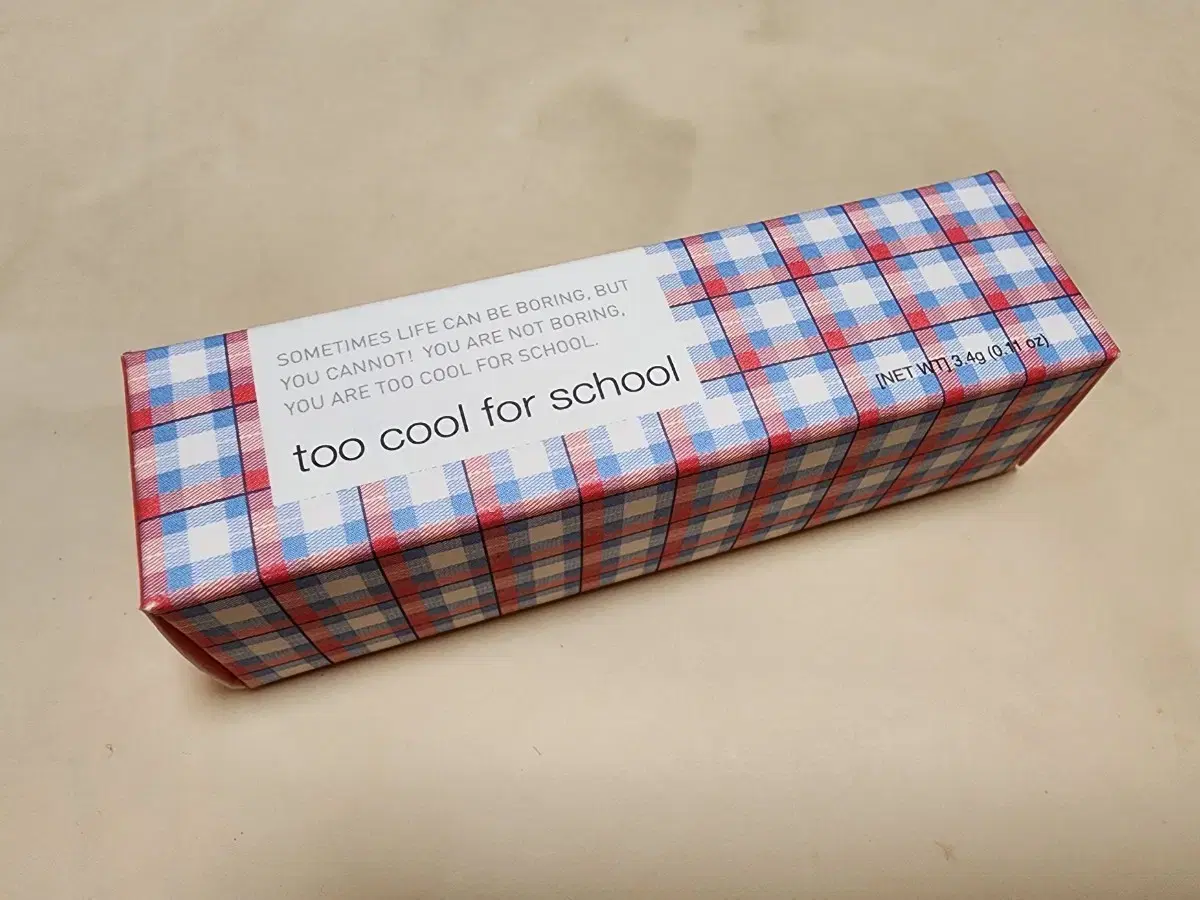 SOMETIMES LIFE CAN BE BORING, BUT
YOU CANNOT! YOU ARE NOT BORING,
YOU ARE TOO COOL FOR SCHOOL.
too cool for school
[NET WT] 3.4g (0.11 oz)